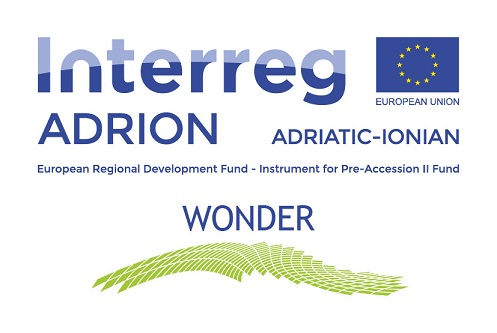 Interreg
EUROPEAN UNION
ADRION ADRIATIC-IONIAN
European Regional Development Fund - Instrument for Pre-Accession II Fund
WONDER